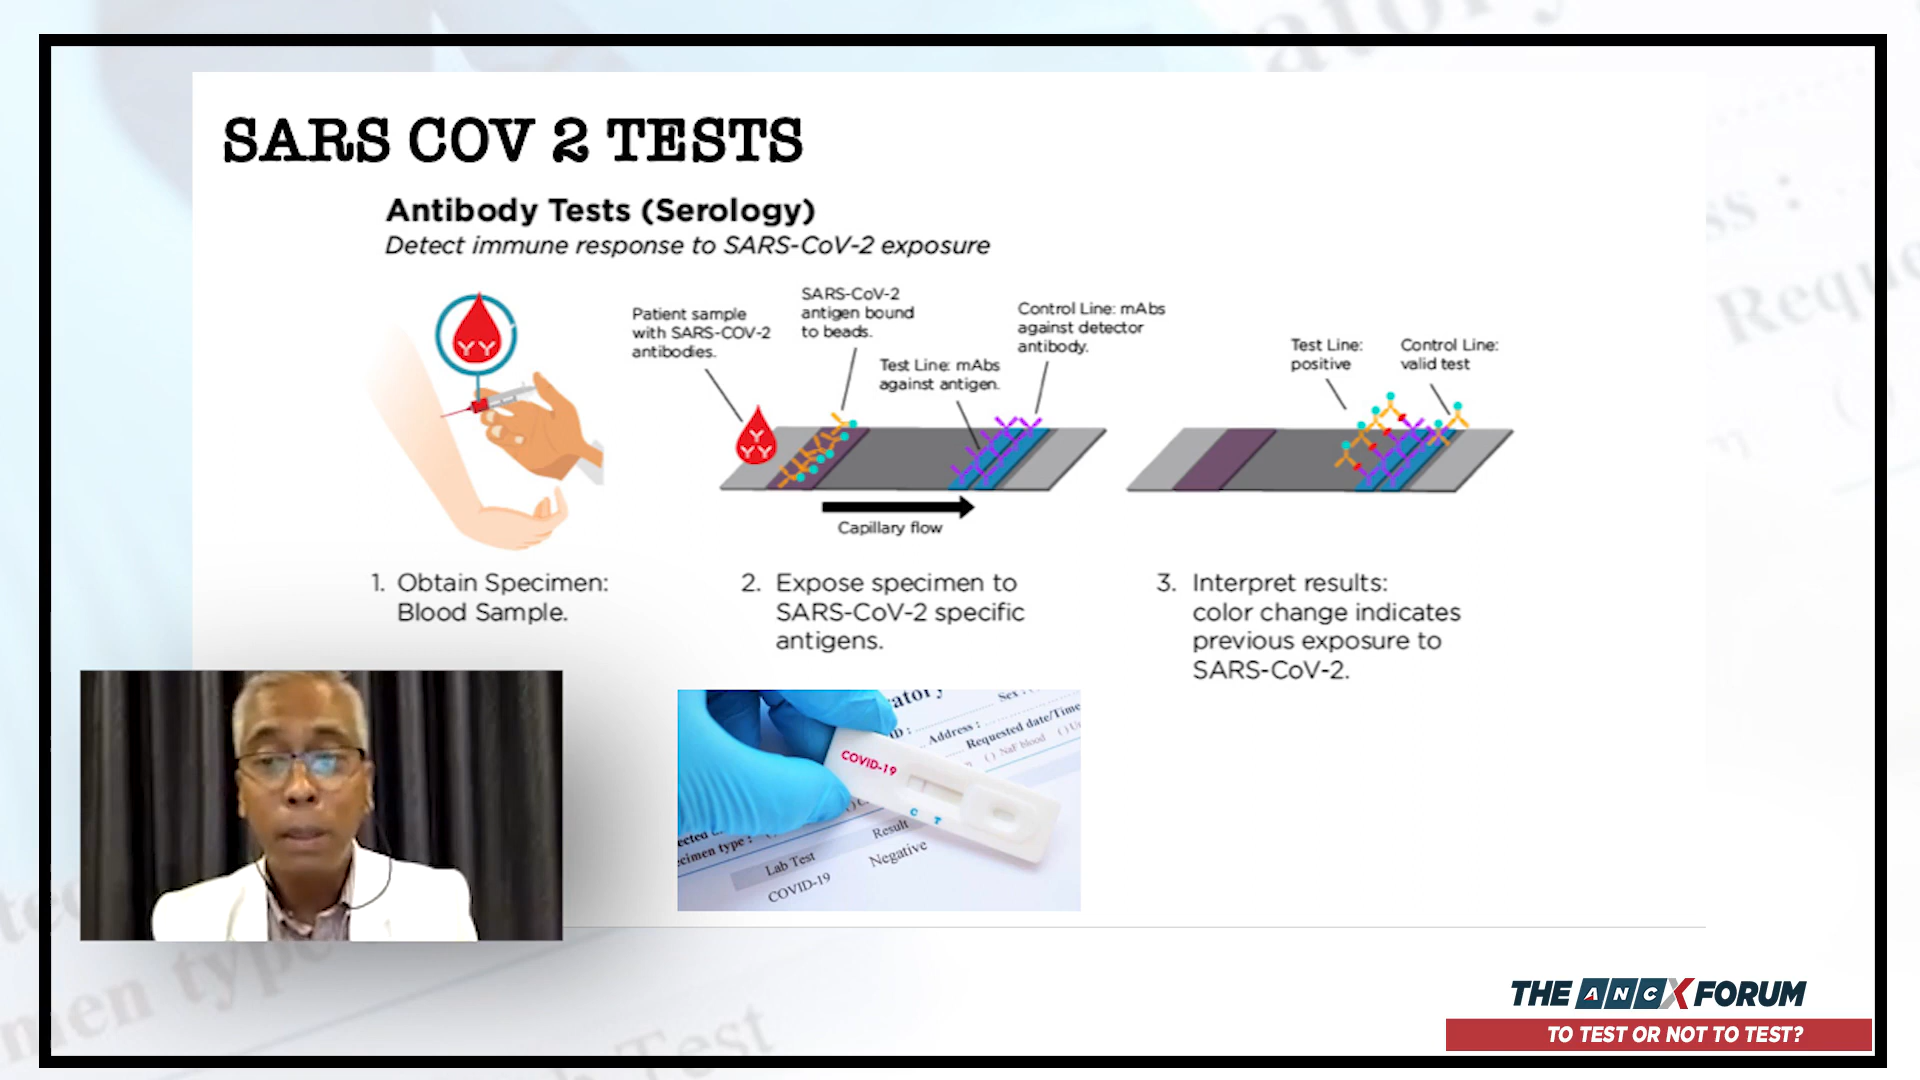 SARS COV 2 TESTS
Antibody Tests (Serology)
Detect immune response to SARS-CoV-2 exposure
Patient sample
with SARS-COV-2
antibodies.
SARS-CoV-2
antigen bound
to beads.
Test Line: mAbs
against antigen.
Control Line: mAbs
against detector
antibody.
Test Line:
positive
Control Line:
valid test
Y Y
Y
Y Y
Capillary flow
1. Obtain Specimen:
Blood Sample.
2. Expose specimen to
SARS-CoV-2 specific
antigens.
3. Interpret results:
color change indicates
previous exposure to
SARS-CoV-2.
Address :
Requested date/Time
( ) NaF blood
COVID-19
C T
Result
Lab Test
Negative
COVID-19
THE ANCX FORUM
TO TEST OR NOT TO TEST?
Test